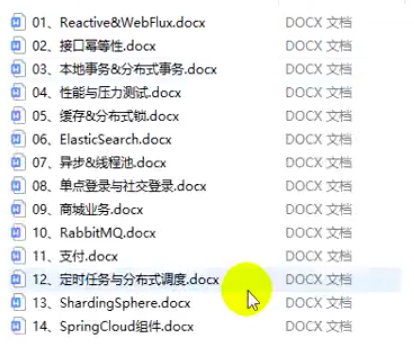 01、Reactive&WebFlux.docx DOCX 文档
02、接口幂等性.docx DOCX 文档
03、本地事务&分布式事务.docx DOCX 文档
04、性能与压力测试.docx DOCX 文档
05、缓存&分布式锁.docx DOCX 文档
06、ElasticSearch.docx DOCX 文档
07、异步&线程池.docx DOCX 文档
08、单点登录与社交登录.docx DOCX 文档
09、商城业务.docx DOCX 文档
10、RabbitMQ.docx DOCX 文档
11、支付.docx DOCX 文档
12、定时任务与分布式调度.docx DOCX 文档
13、ShardingSphere.docx DOCX 文档
14、SpringCloud组件.docx DOCX 文档